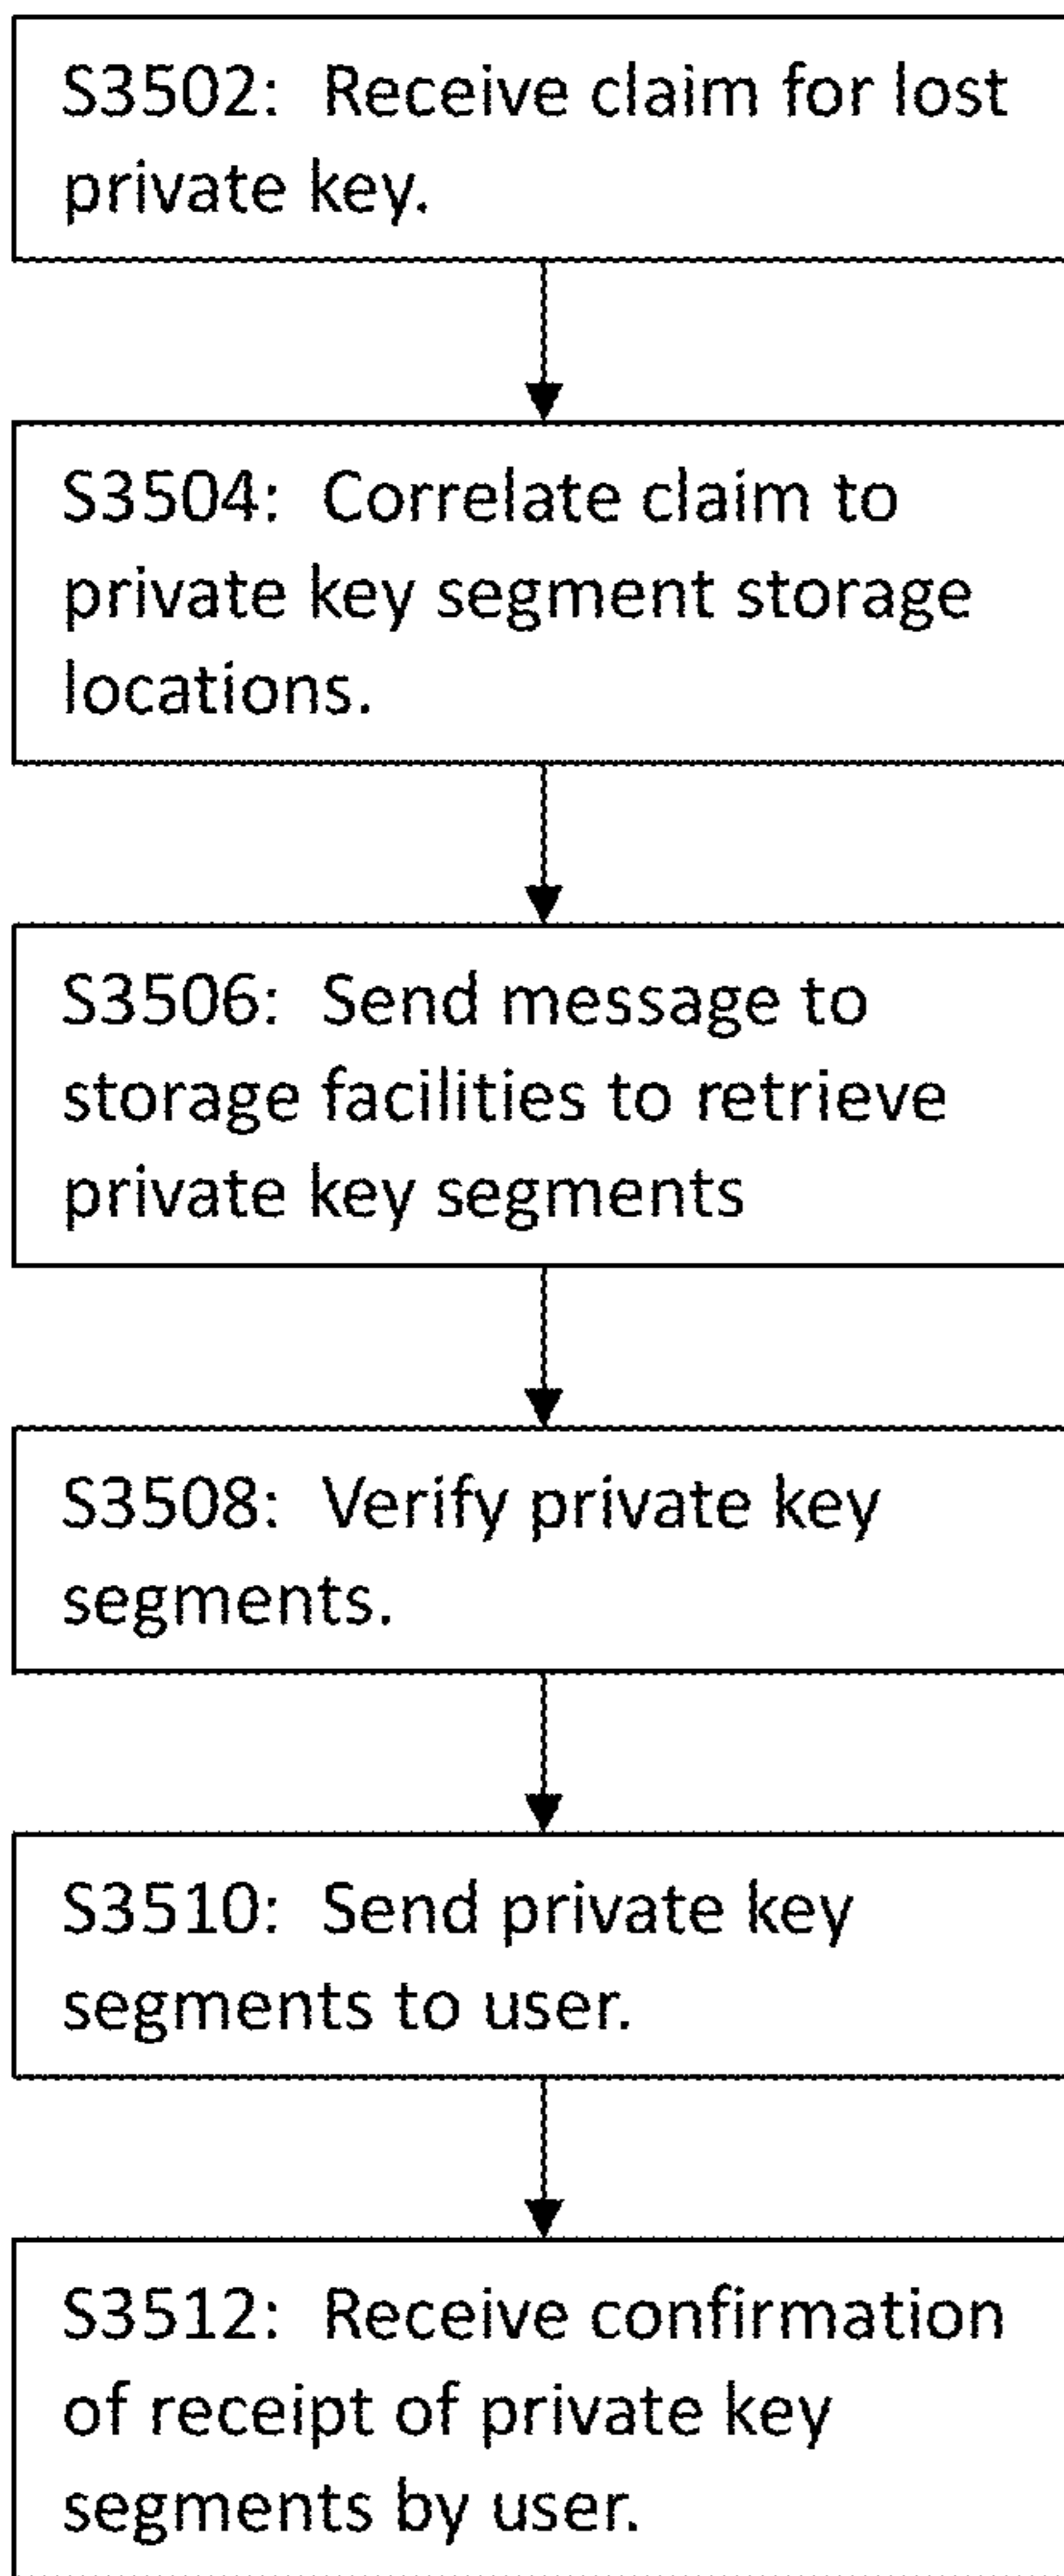 S3502: Receive claim for lost
private key.
S3504: Correlate claim to
private key segment storage
locations.
S3506: Send message to
storage facilities to retrieve
private key segments
S3508: Verify private key
segments.
S3510: Send private key
segments to user.
S3512: Receive confirmation
of receipt of private key
segments by user.